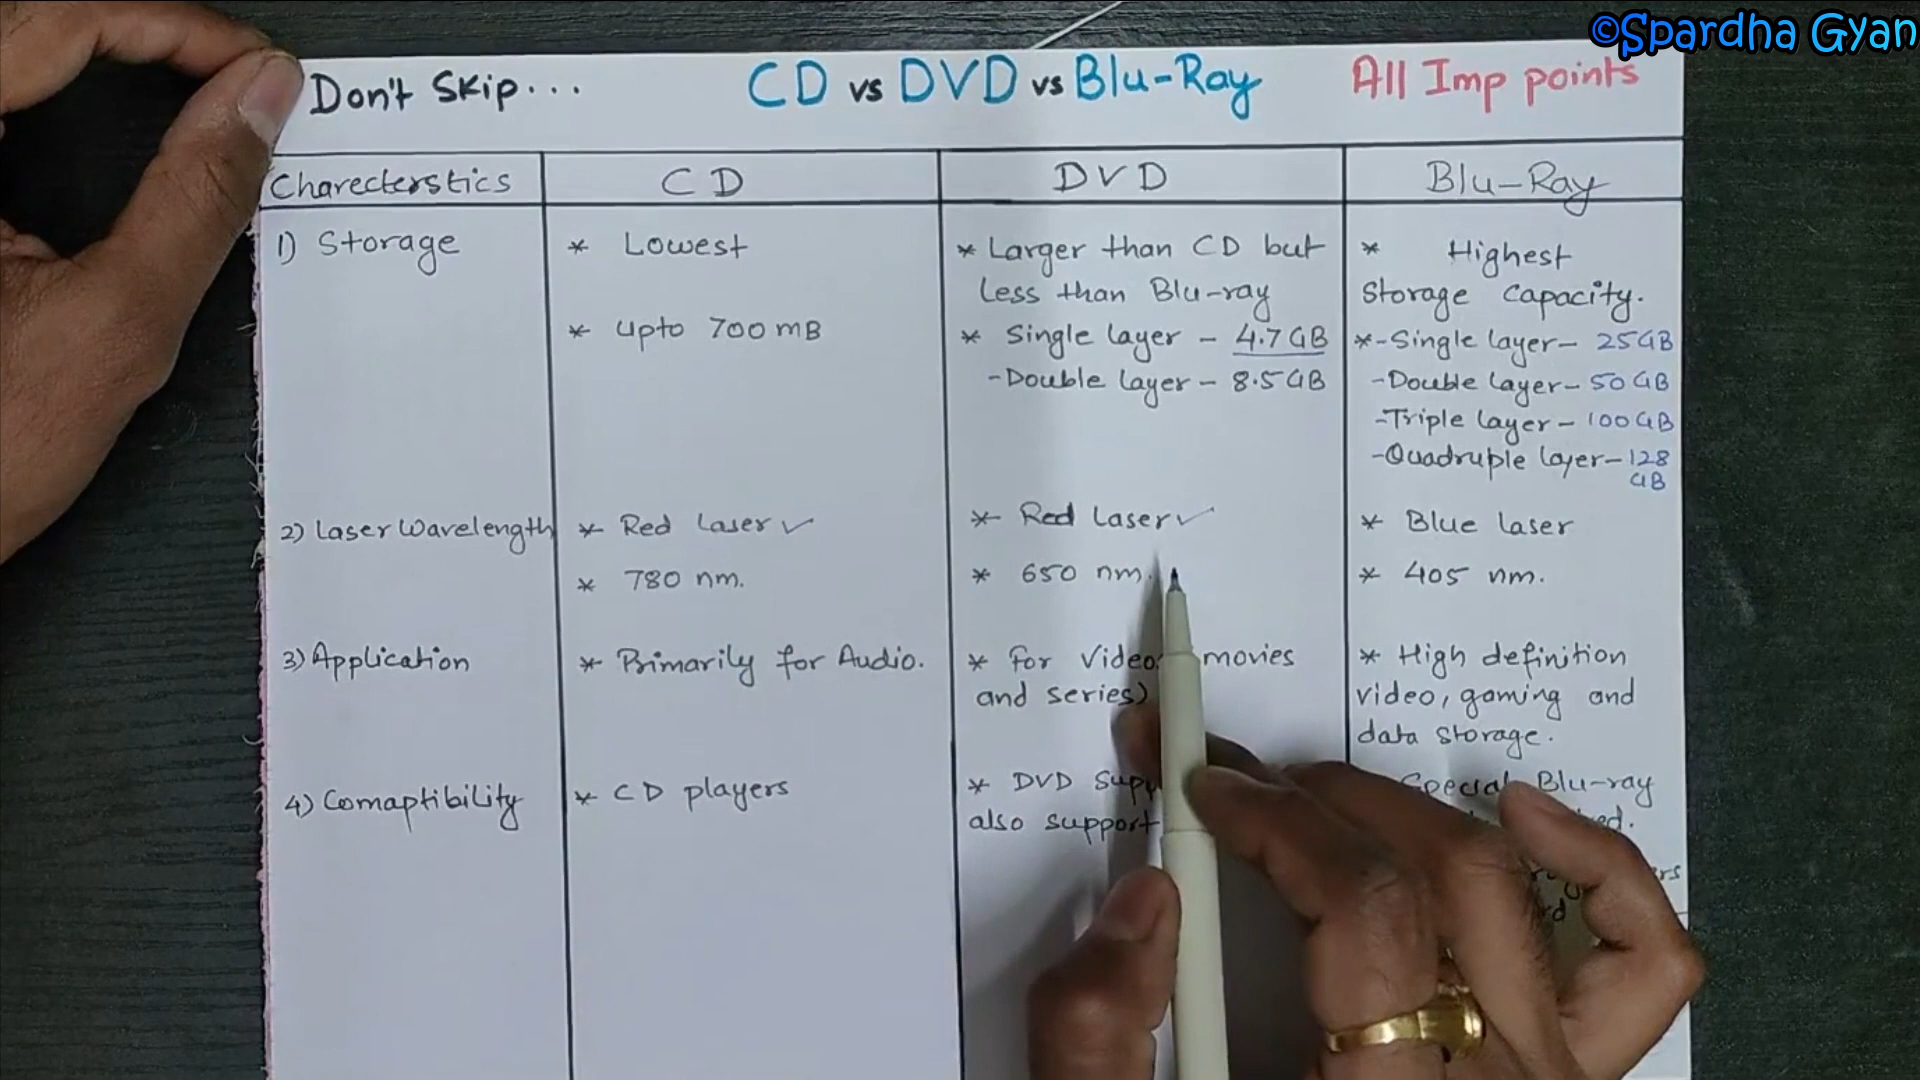 ©Spardha Gyan
Don't Skip...
CD vs DVD vs Blu-Ray
All Imp points
Charecterstics
CD
DVD
Blu-Ray
1) Storage
* Lowest
* Upto 700 MB
* Larger than CD but
less than Blu-ray
* Single layer - 4.7 GB
- Double layer - 8.5 GB
* Highest
Storage capacity.
* - Single layer - 25 GB
- Double layer - 50 GB
- Triple layer - 100 GB
- Quadruple layer - 128
GB
2) Laser Wavelength
* Red Laser ✓
* 780 nm.
* Red Laser ✓
* 650 nm.
* Blue laser
* 405 nm.
3) Application
* Primarily for Audio.
* For Video movies
and series)
* High definition
video, gaming and
data storage.
4) Comaptibility
* CD players
* DVD
also support
Special Blu-ray